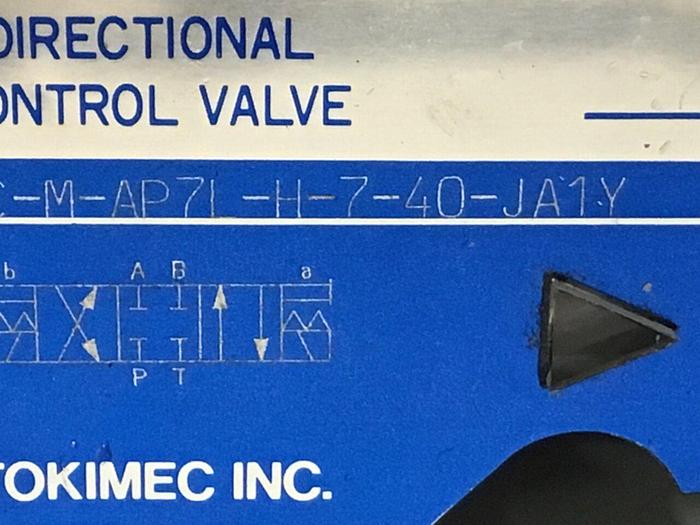 DIRECTIONAL
CONTROL VALVE
C-M-AP7L-H-7-40-JA1Y
b A B a
P T
TOKIMEC INC.